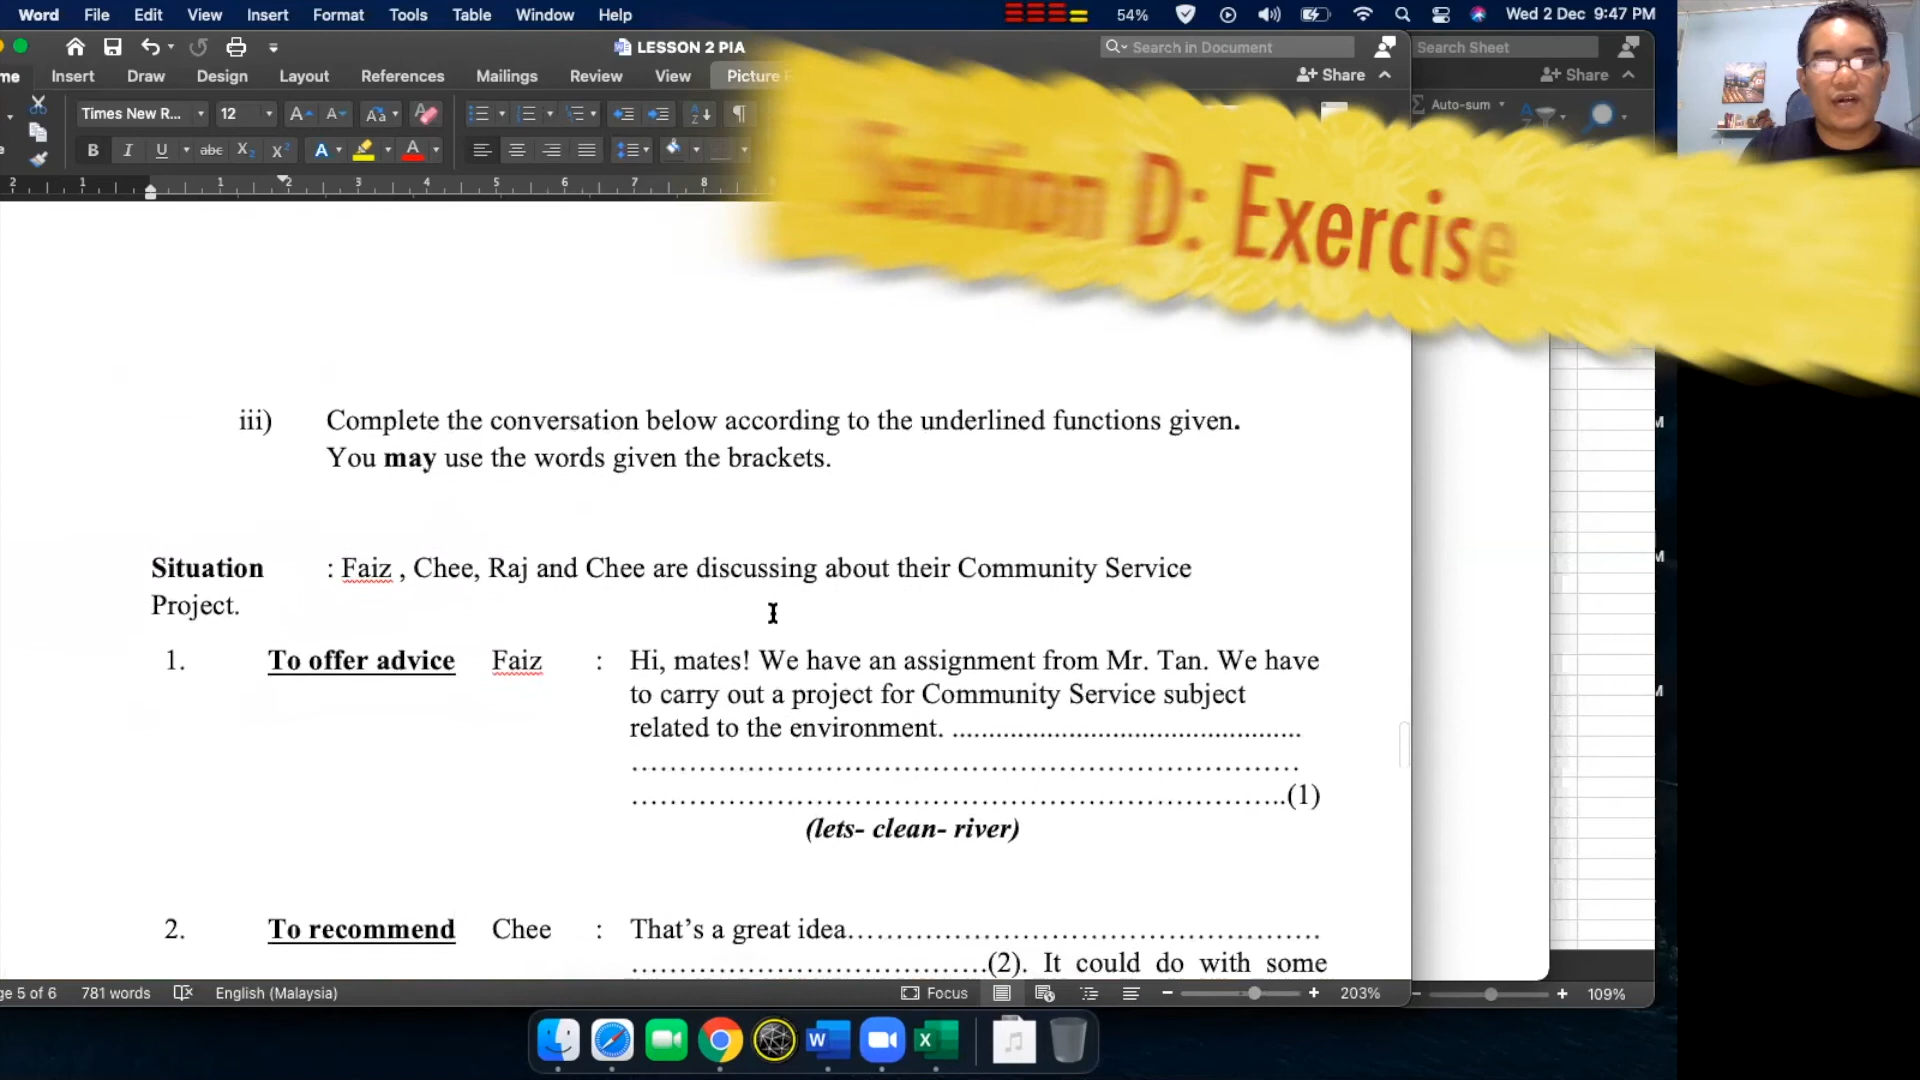 Word File Edit View Insert Format Tools Table Window Help 54% Wed 2 Dec 9:47 PM
LESSON 2 PIA Search in Document Search Sheet
me Insert Draw Design Layout References Mailings Review View Picture Share Share
Times New R... 12 Auto-sum
Section D: Exercise
iii) Complete the conversation below according to the underlined functions given.
You may use the words given the brackets.
Situation : Faiz , Chee, Raj and Chee are discussing about their Community Service
Project.
1. To offer advice Faiz : Hi, mates! We have an assignment from Mr. Tan. We have
to carry out a project for Community Service subject
related to the environment. ................................................
……………………………………………………………………
…………………………………………………………………..(1)
(lets- clean- river)
2. To recommend Chee : That’s a great idea……………………………………………
……………………………………(2). It could do with some
ge 5 of 6 781 words English (Malaysia) Focus 203% 109%